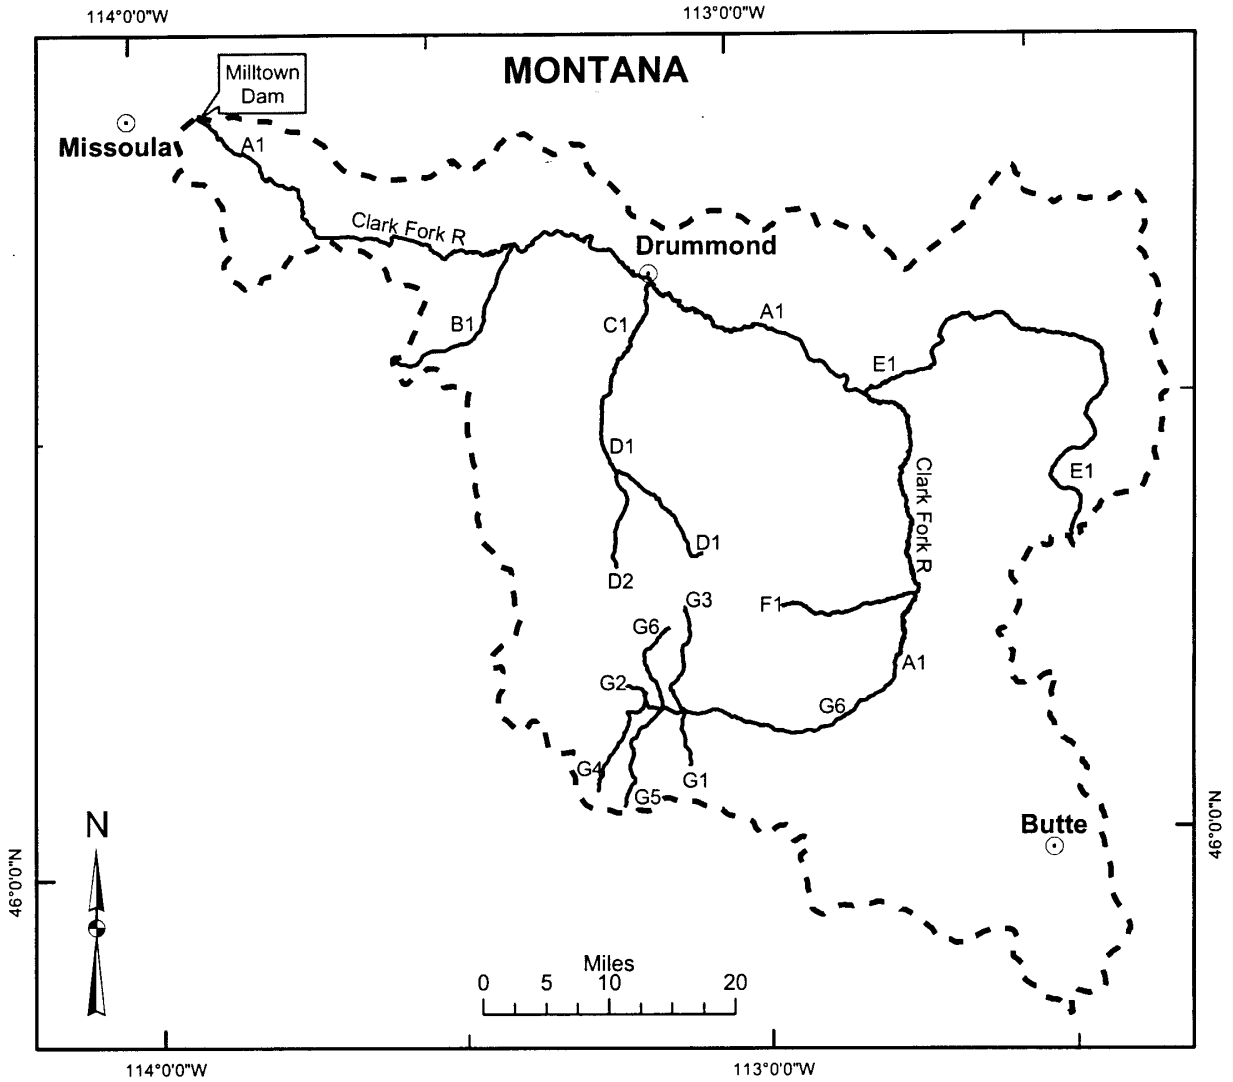 114°0'0"W
113°0'0"W
MONTANA
Milltown
Dam
Missoula
A1
Clark Fork R
Drummond
B1
C1
A1
E1
D1
Clark Fork R
E1
D1
D2
G3
F1
G6
A1
G2
G6
G4
G1
G5
Butte
N
46°0'0"N
46°0'0"N
Miles
0 5 10 20
114°0'0"W
113°0'0"W